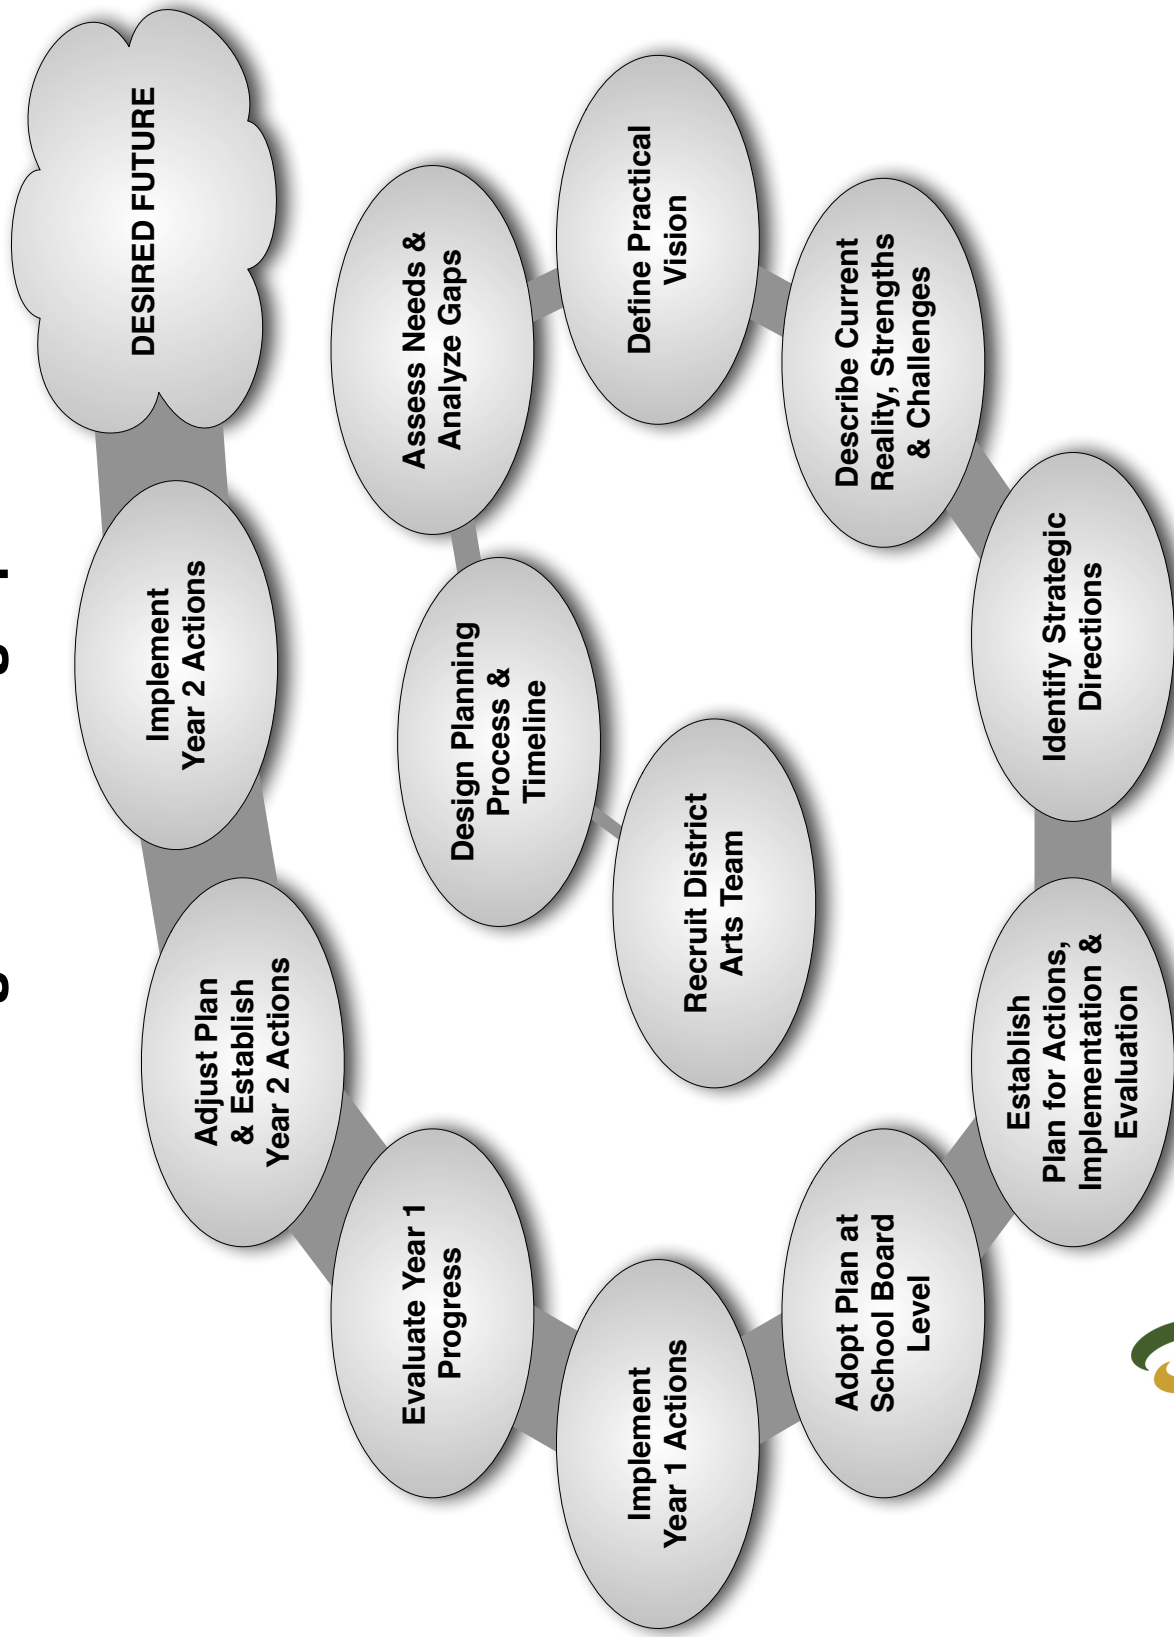 Recruit District
Arts Team
Design Planning
Process &
Timeline
Assess Needs &
Analyze Gaps
Define Practical
Vision
Describe Current
Reality, Strengths
& Challenges
Identify Strategic
Directions
Establish
Plan for Actions,
Implementation &
Evaluation
Adopt Plan at
School Board
Level
Implement
Year 1 Actions
Evaluate Year 1
Progress
Adjust Plan
& Establish
Year 2 Actions
Implement
Year 2 Actions
DESIRED FUTURE